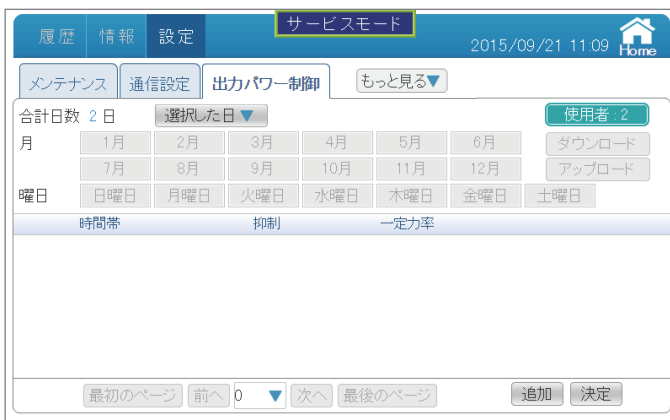 サービスモード
履歴 情報 設定 2015/09/21 11:09 Home
メンテナンス 通信設定 出力パワー制御 もっと見る▼
合計日数 2 日 選択した日▼ 使用者 : 2
月 1月 2月 3月 4月 5月 6月 ダウンロード
7月 8月 9月 10月 11月 12月 アップロード
曜日 日曜日 月曜日 火曜日 水曜日 木曜日 金曜日 土曜日
時間帯 抑制 一定力率
最初のページ 前へ 0 ▼ 次へ 最後のページ 追加 決定